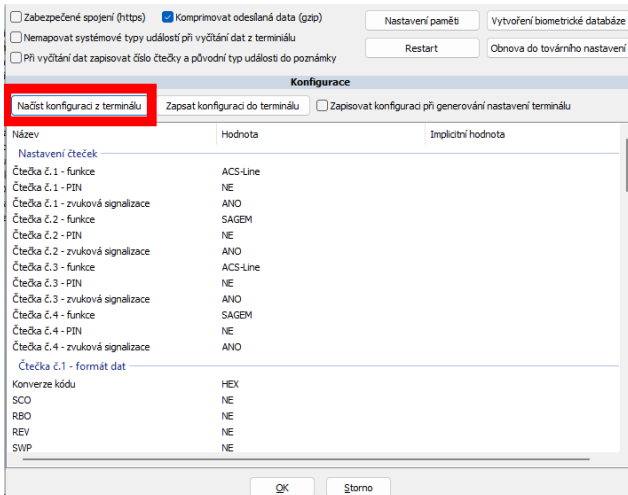 Zabezpečené spojení (https) Komprimovat odesílaná data (gzip) Nastavení paměti Vytvoření biometrické databáze
Nemapovat systémové typy událostí při vyčítání dat z terminálu
Při vyčítání dat zapisovat číslo čtečky a původní typ události do poznámky Restart Obnova do továrního nastavení
Konfigurace
Načíst konfiguraci z terminálu Zapsat konfiguraci do terminálu Zapisovat konfiguraci při generování nastavení terminálu
Název Hodnota Implicitní hodnota
Nastavení čteček
Čtečka č.1 - funkce ACS-Line
Čtečka č.1 - PIN NE
Čtečka č.1 - zvuková signalizace ANO
Čtečka č.2 - funkce SAGEM
Čtečka č.2 - PIN NE
Čtečka č.2 - zvuková signalizace ANO
Čtečka č.3 - funkce ACS-Line
Čtečka č.3 - PIN NE
Čtečka č.3 - zvuková signalizace ANO
Čtečka č.4 - funkce SAGEM
Čtečka č.4 - PIN NE
Čtečka č.4 - zvuková signalizace ANO
Čtečka č.1 - formát dat
Konverze kódu HEX
SCO NE
RBO NE
REV NE
SWP NE
OK Storno